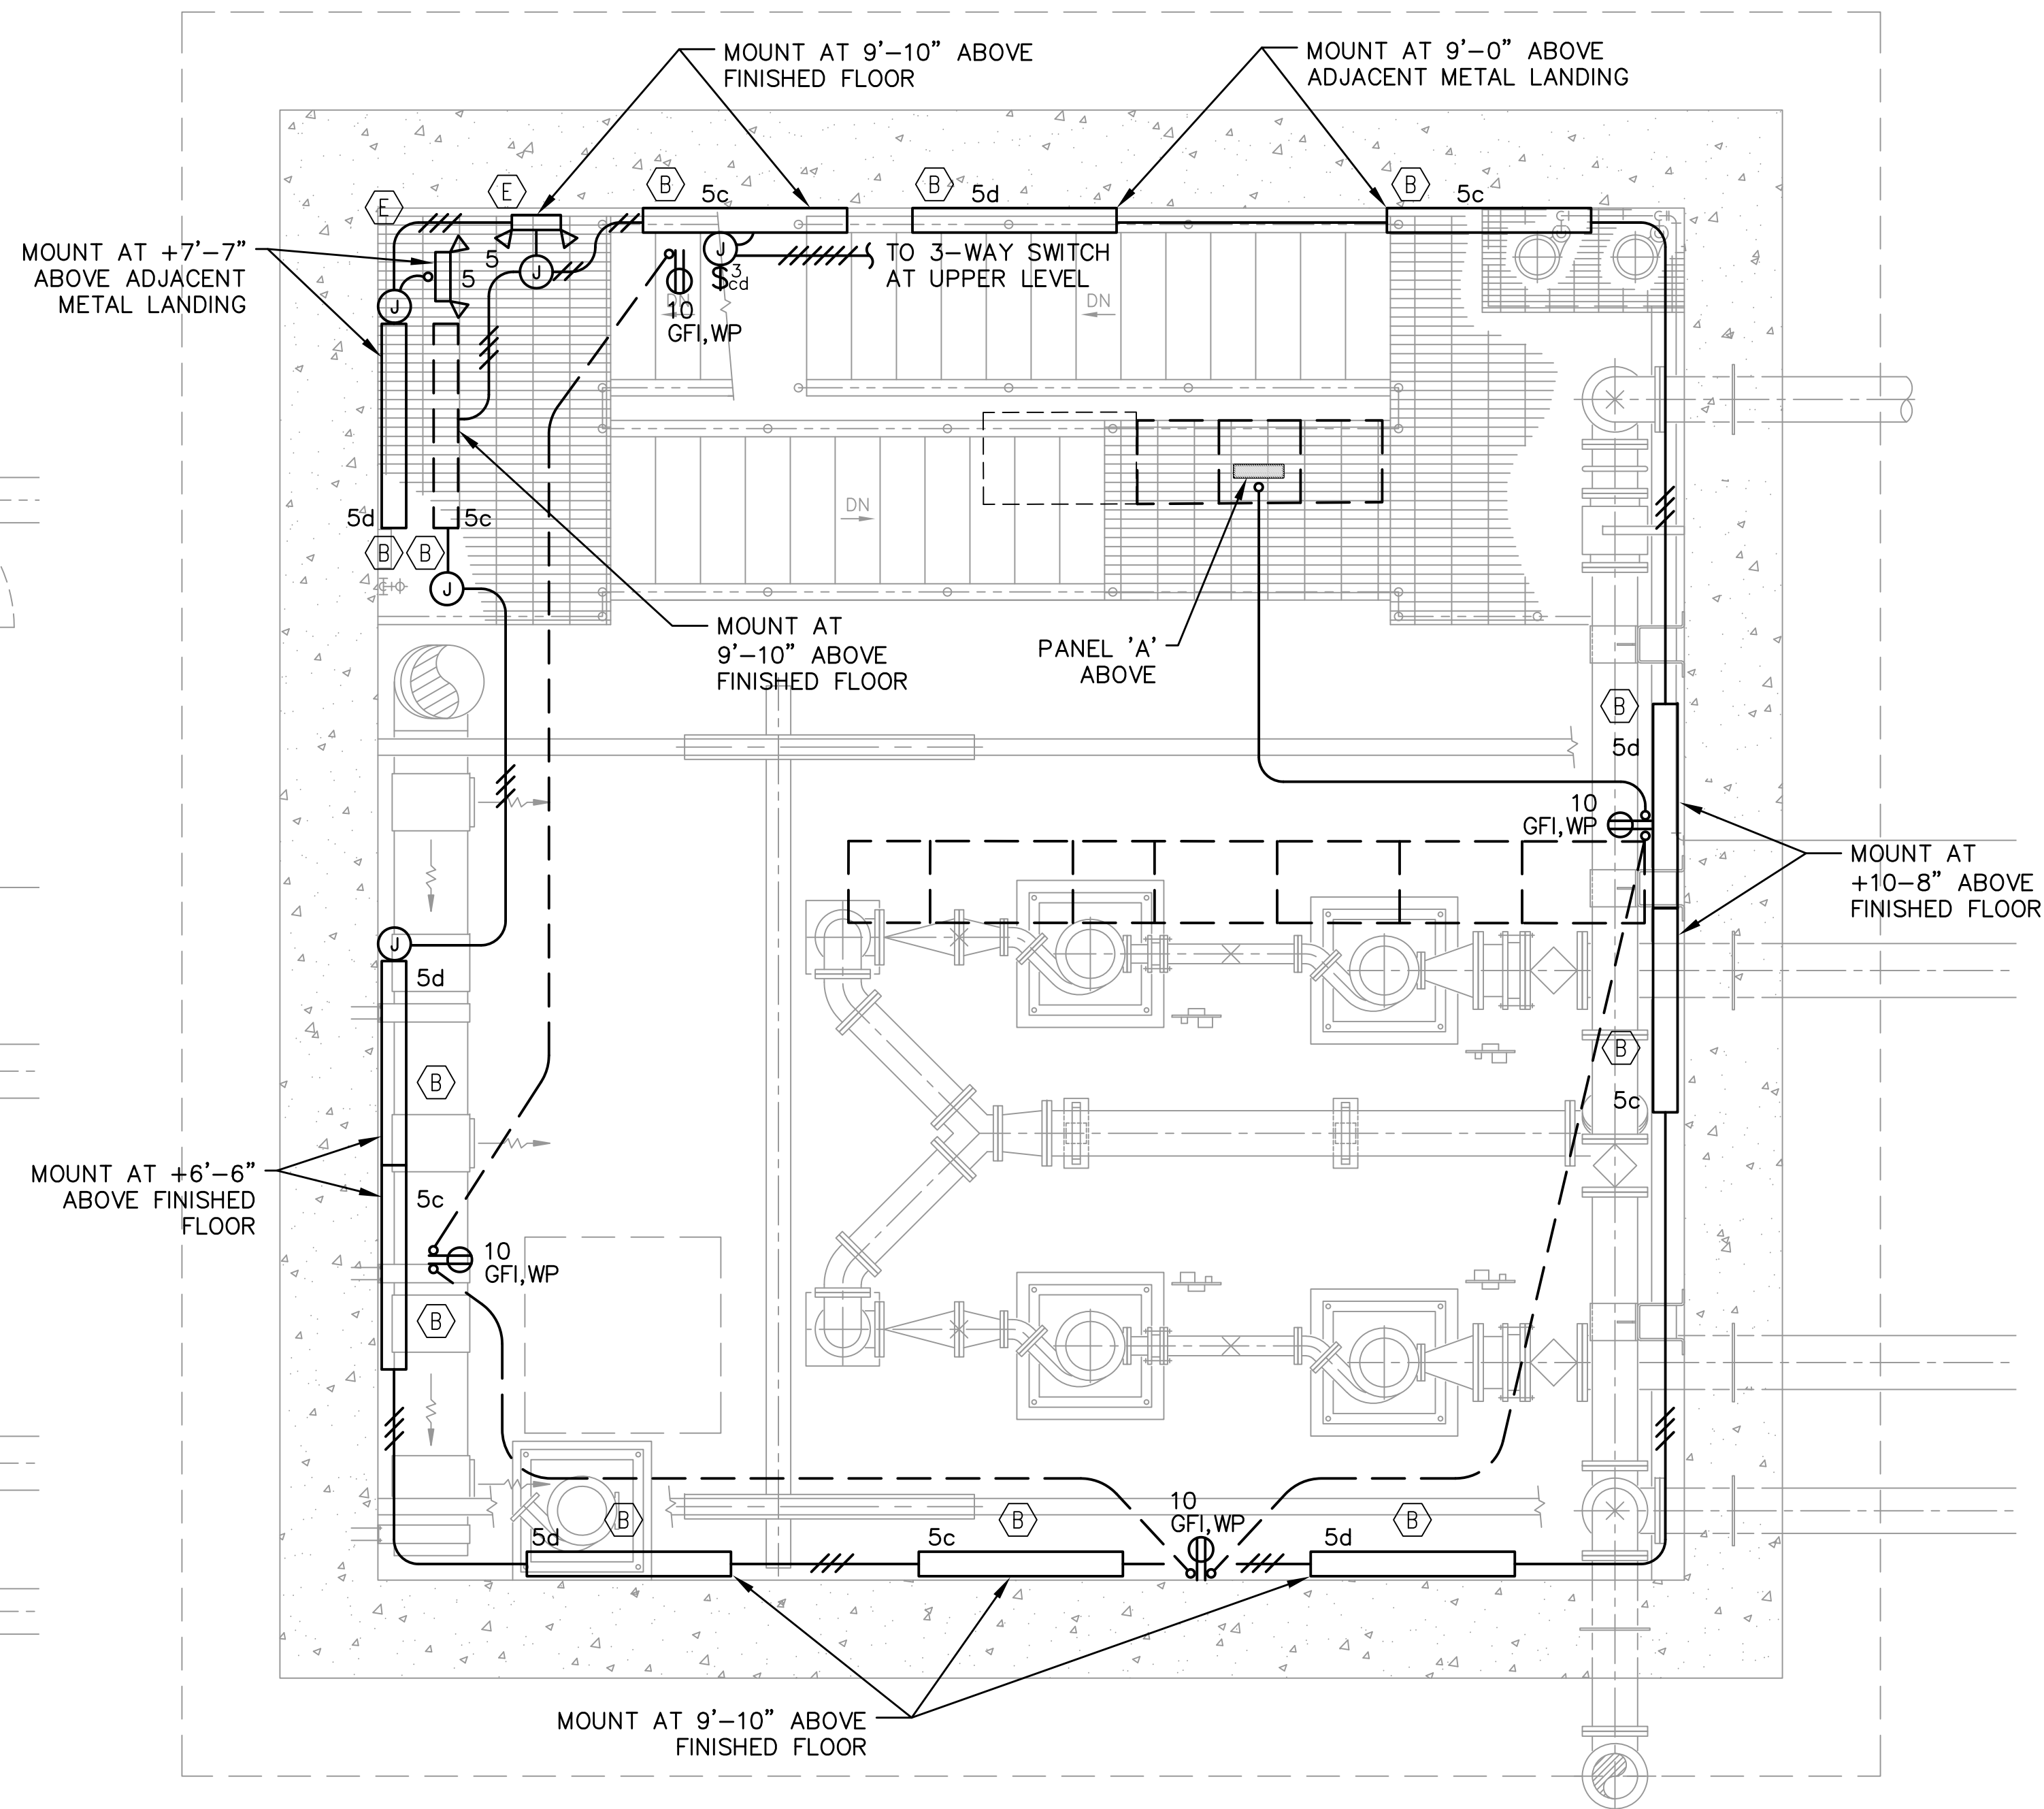 MOUNT AT 9'-10" ABOVE
FINISHED FLOOR
MOUNT AT 9'-0" ABOVE
ADJACENT METAL LANDING
E
E
B
5c
B
5d
B
5c
MOUNT AT +7'-7"
ABOVE ADJACENT
METAL LANDING
5
5
J
J
J
$3cd
TO 3-WAY SWITCH
AT UPPER LEVEL
10
GFI,WP
DN
DN
DN
5d
5c
B
B
J
MOUNT AT
9'-10" ABOVE
FINISHED FLOOR
PANEL 'A'
ABOVE
B
5d
10
GFI,WP
MOUNT AT
+10-8" ABOVE
FINISHED FLOOR
J
5d
B
B
5c
MOUNT AT +6'-6"
ABOVE FINISHED
FLOOR
5c
10
GFI,WP
B
5d
B
5c
B
10
GFI,WP
5d
B
MOUNT AT 9'-10" ABOVE
FINISHED FLOOR